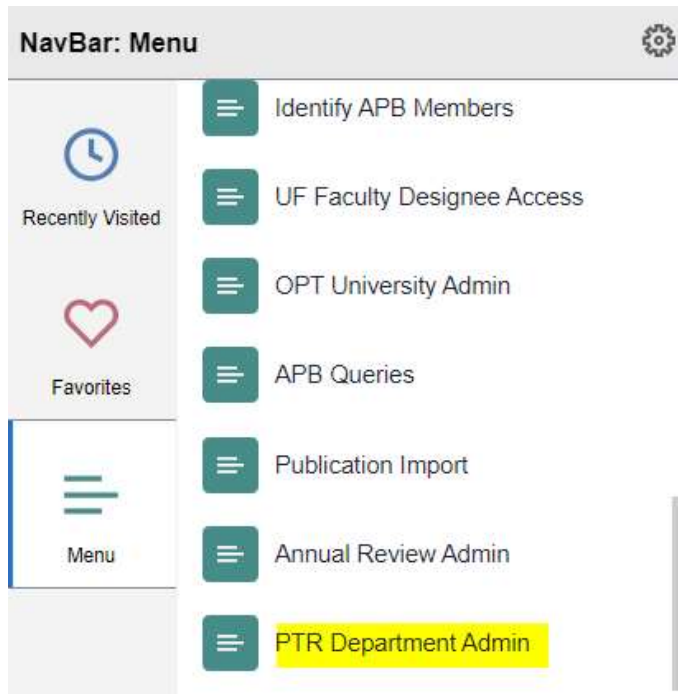 NavBar: Menu
Recently Visited
Favorites
Menu
Identify APB Members
UF Faculty Designee Access
OPT University Admin
APB Queries
Publication Import
Annual Review Admin
PTR Department Admin